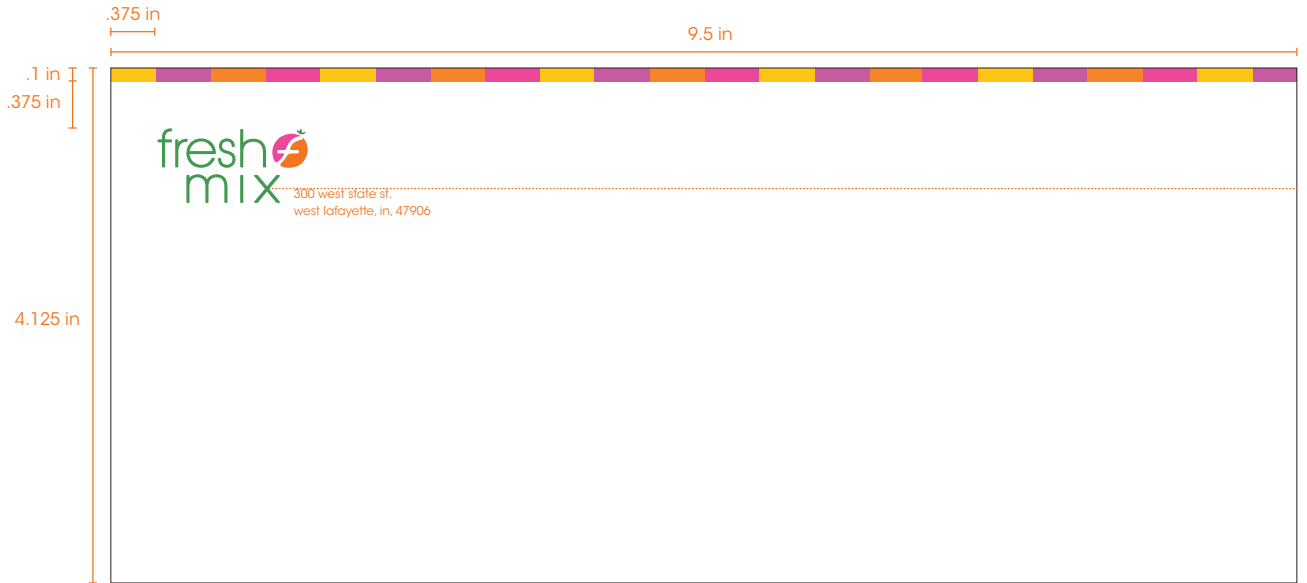 .375 in
9.5 in
.1 in
.375 in
fresh f
mix
300 west state st.
west lafayette, in, 47906
4.125 in